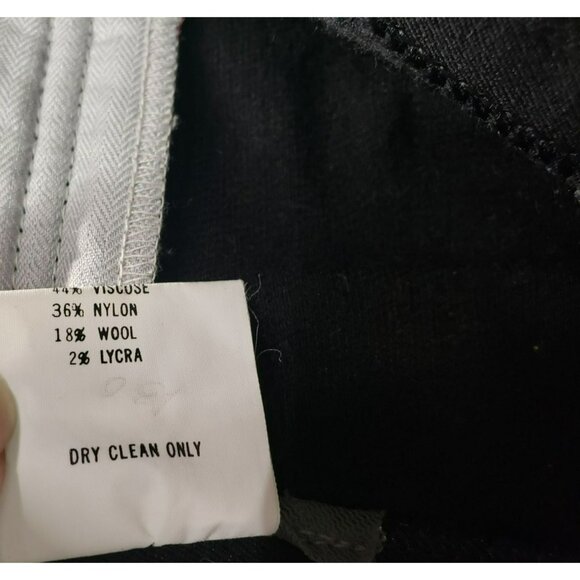 44% VISCOSE
36% NYLON
18% WOOL
2% LYCRA
DRY CLEAN ONLY